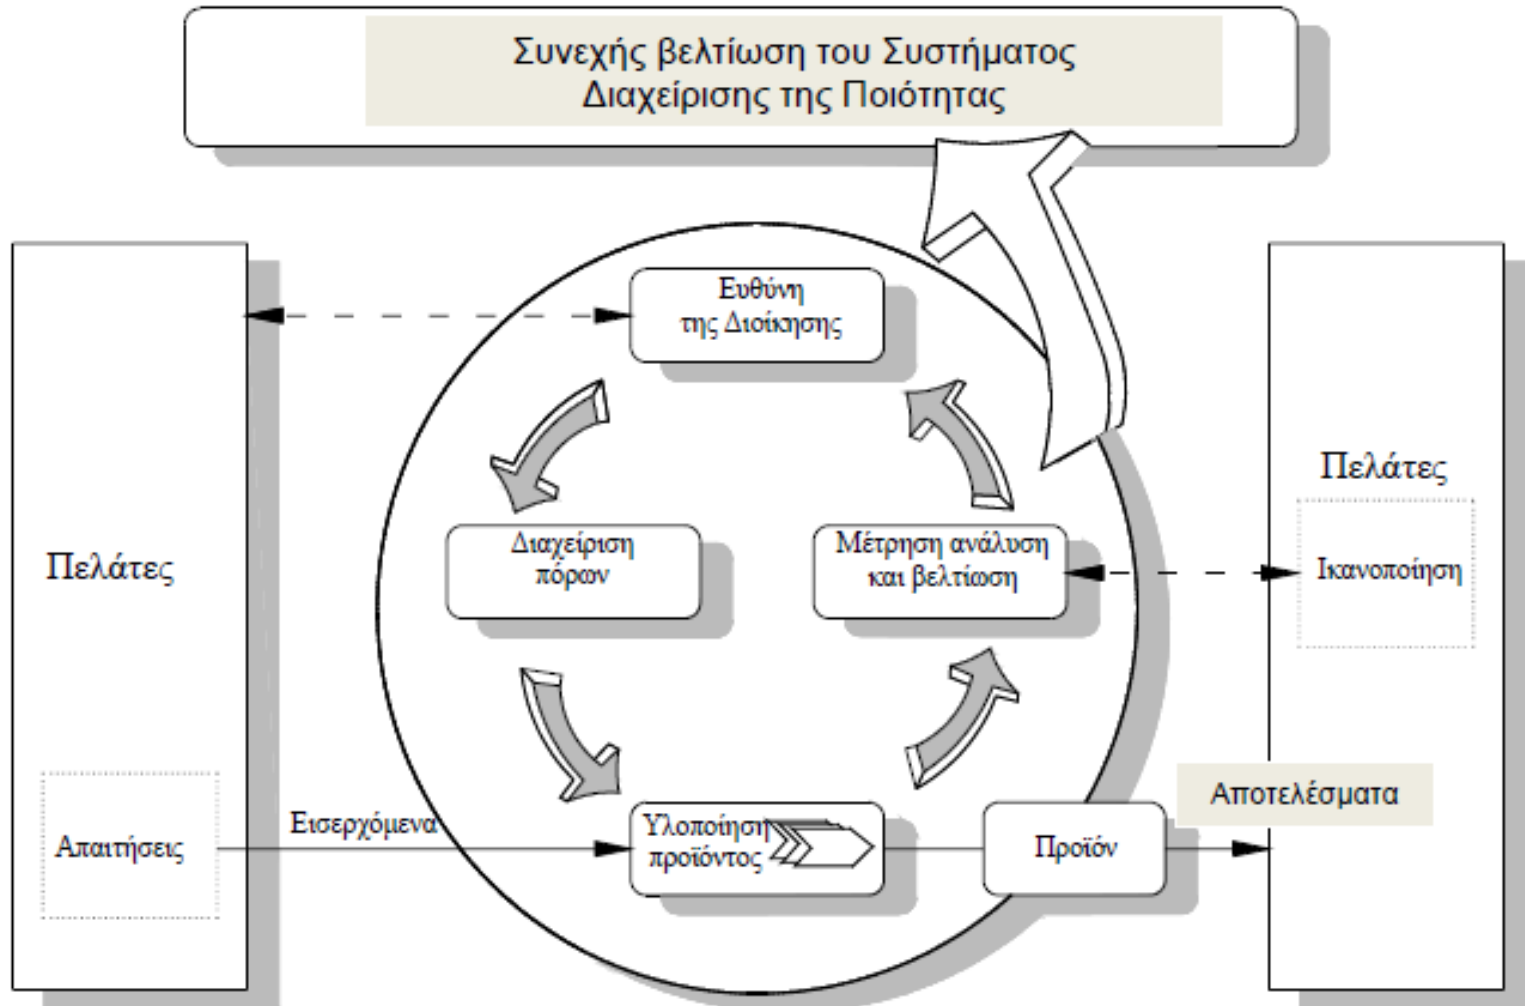 Συνεχής βελτίωση του Συστήματος
Διαχείρισης της Ποιότητας
Ευθύνη
της Διοίκησης
Πελάτες
Πελάτες
Διαχείριση
πόρων
Μέτρηση ανάλυση
και βελτίωση
Ικανοποίηση
Αποτελέσματα
Απαιτήσεις
Εισερχόμενα
Υλοποίηση
προϊόντος
Προϊόν